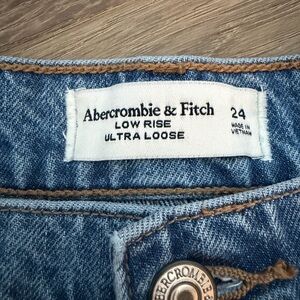 Abercrombie & Fitch 24
LOW RISE
ULTRA LOOSE
MADE IN
VIETNAM